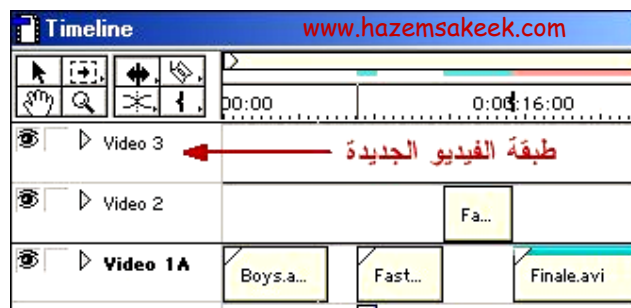 Timeline www.hazemsakeek.com
00:00 0:00:16:00
Video 3 طبقة الفيديو الجديدة
Video 2 Fa...
Video 1A Boys.a... Fast... Finale.avi